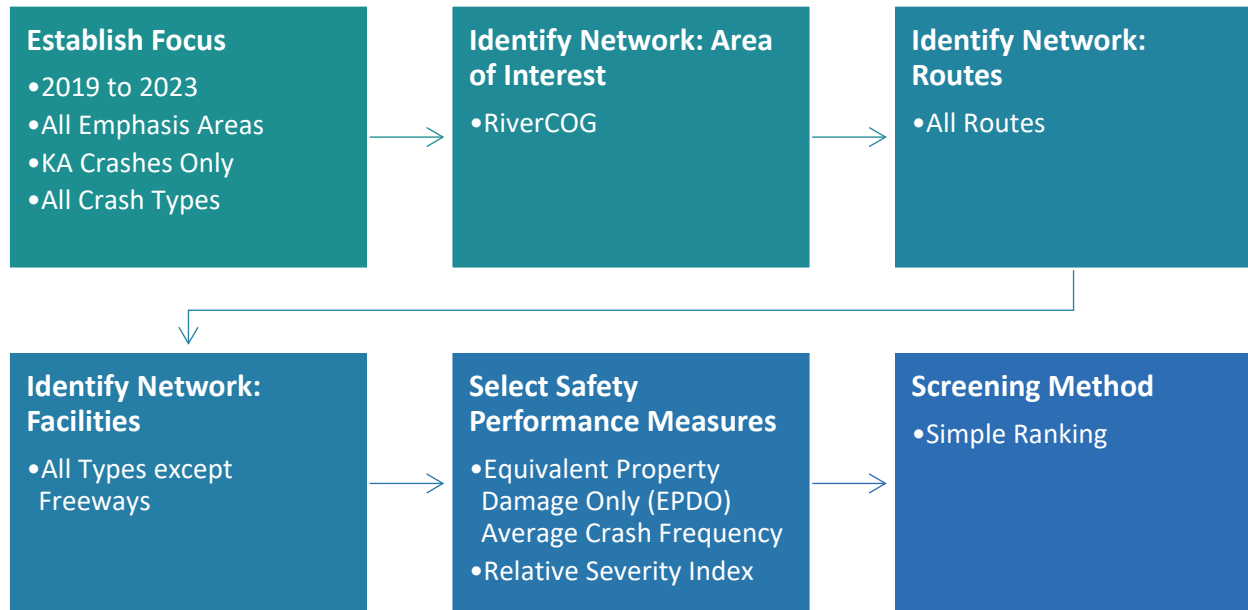 Establish Focus
•2019 to 2023
•All Emphasis Areas
•KA Crashes Only
•All Crash Types
Identify Network: Area
of Interest
•RiverCOG
Identify Network:
Routes
•All Routes
Identify Network:
Facilities
•All Types except
Freeways
Select Safety
Performance Measures
•Equivalent Property
Damage Only (EPDO)
Average Crash Frequency
•Relative Severity Index
Screening Method
•Simple Ranking